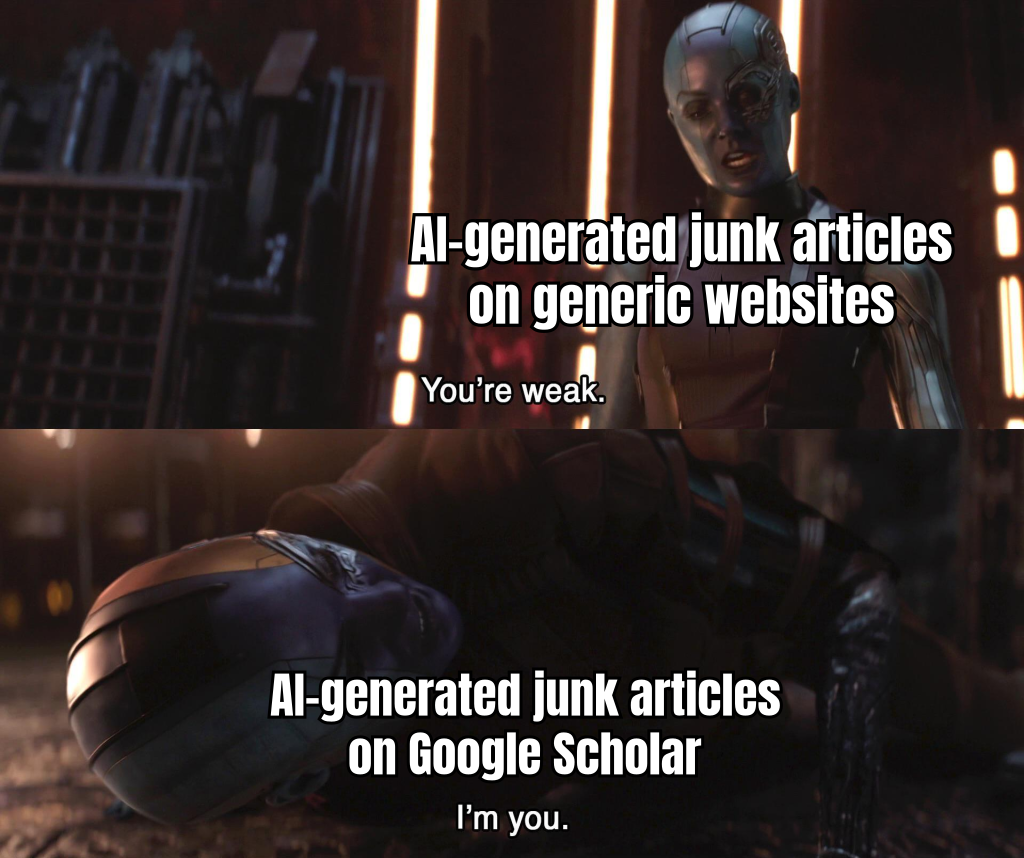 AI-generated junk articles
on generic websites
You’re weak.
AI-generated junk articles
on Google Scholar
I’m you.